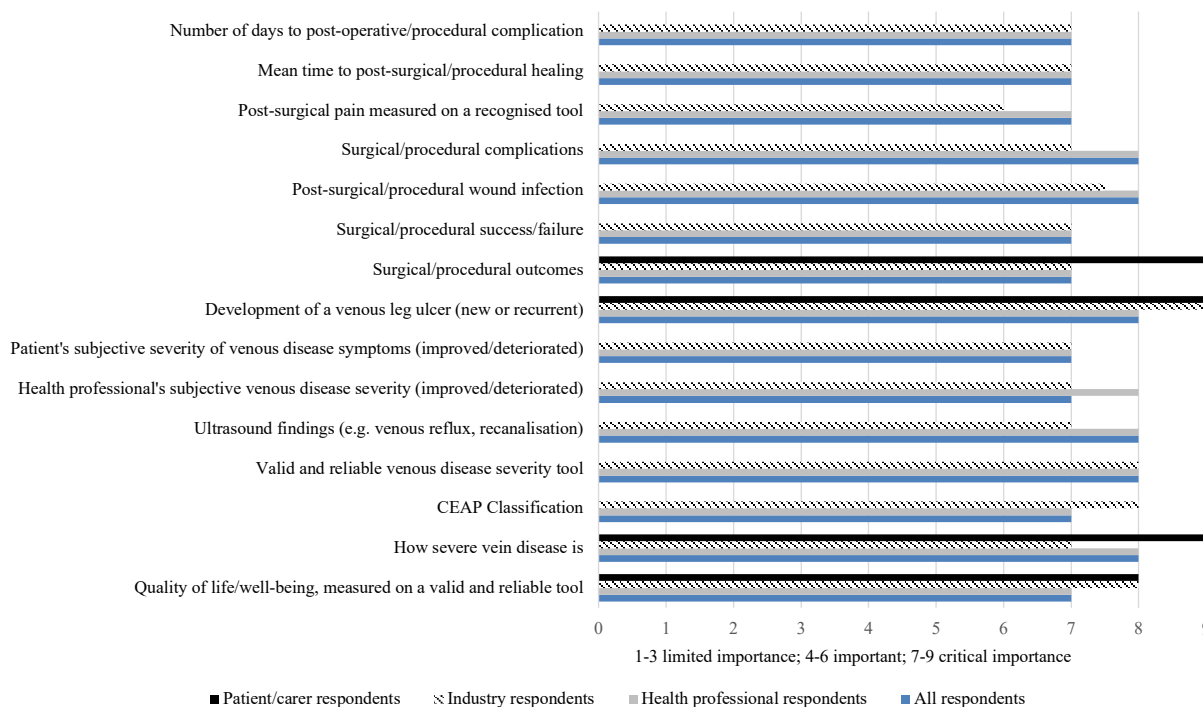 Number of days to post-operative/procedural complication
Mean time to post-surgical/procedural healing
Post-surgical pain measured on a recognised tool
Surgical/procedural complications
Post-surgical/procedural wound infection
Surgical/procedural success/failure
Surgical/procedural outcomes
Development of a venous leg ulcer (new or recurrent)
Patient's subjective severity of venous disease symptoms (improved/deteriorated)
Health professional's subjective venous disease severity (improved/deteriorated)
Ultrasound findings (e.g. venous reflux, recanalisation)
Valid and reliable venous disease severity tool
CEAP Classification
How severe vein disease is
Quality of life/well-being, measured on a valid and reliable tool
0 1 2 3 4 5 6 7 8
1-3 limited importance; 4-6 important; 7-9 critical importance
Patient/carer respondents Industry respondents Health professional respondents All respondents